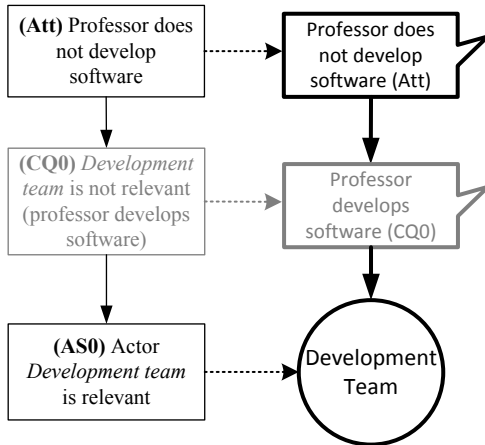 (Att) Professor does
not develop
software
Professor does
not develop
software (Att)
(CQ0) Development
team is not relevant
(professor develops
software)
Professor
develops
software (CQ0)
(AS0) Actor
Development team
is relevant
Development
Team